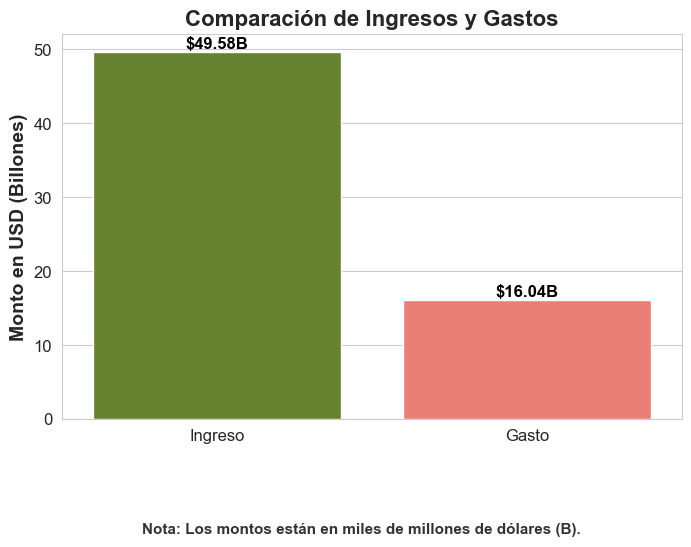 Comparación de Ingresos y Gastos
Monto en USD (Billones)
50
40
30
20
10
0
$49.58B
$16.04B
Ingreso
Gasto
Nota: Los montos están en miles de millones de dólares (B).